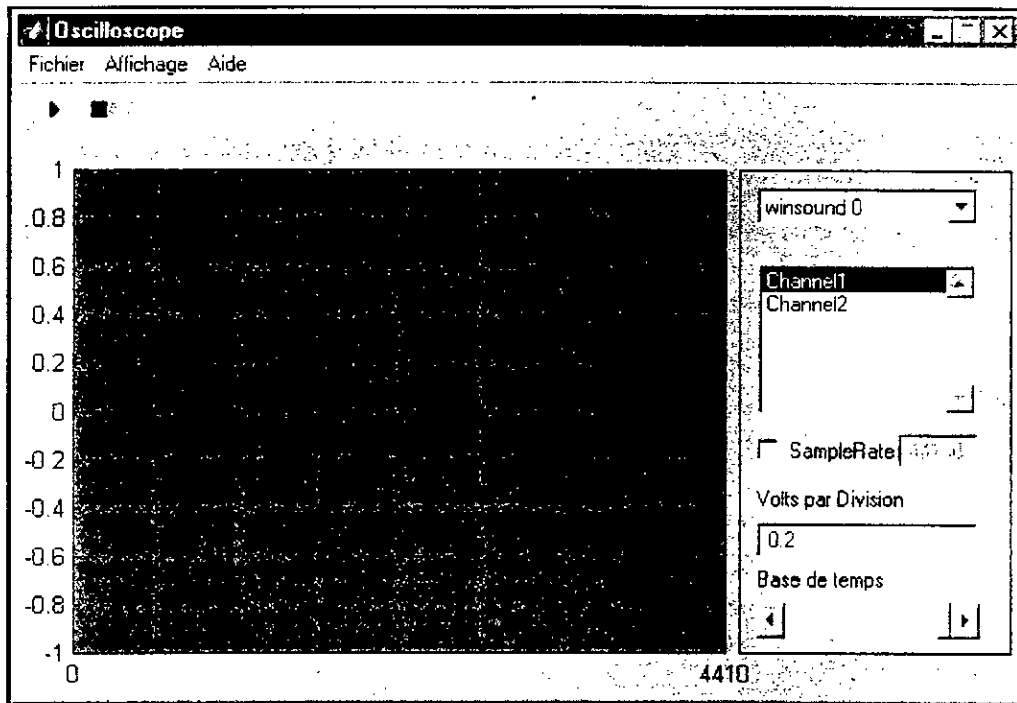 Oscilloscope
Fichier Affichage Aide
1
0.8
0.6
0.4
0.2
0
-0.2
-0.4
-0.6
-0.8
-1
0
4410
winsound 0
Channel1
Channel2
SampleRate
Volts par Division
0.2
Base de temps